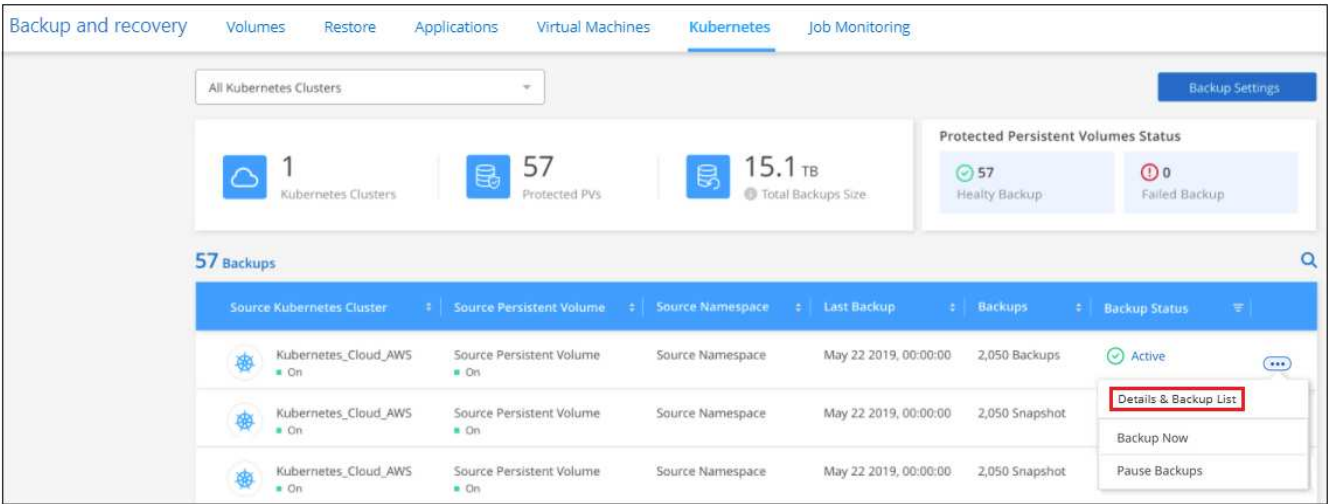 Backup and recovery Volumes Restore Applications Virtual Machines Kubernetes Job Monitoring
All Kubernetes Clusters
Backup Settings
1
Kubernetes Clusters
57
Protected PVs
15.1 TB
Total Backups Size
Protected Persistent Volumes Status
57
Healty Backup
0
Failed Backup
57 Backups
Source Kubernetes Cluster Source Persistent Volume Source Namespace Last Backup Backups Backup Status
Kubernetes_Cloud_AWS Source Persistent Volume Source Namespace May 22 2019, 00:00:00 2,050 Backups Active
On On
Kubernetes_Cloud_AWS Source Persistent Volume Source Namespace May 22 2019, 00:00:00 2,050 Snapshot
On On
Kubernetes_Cloud_AWS Source Persistent Volume Source Namespace May 22 2019, 00:00:00 2,050 Snapshot
On On
Details & Backup List
Backup Now
Pause Backups